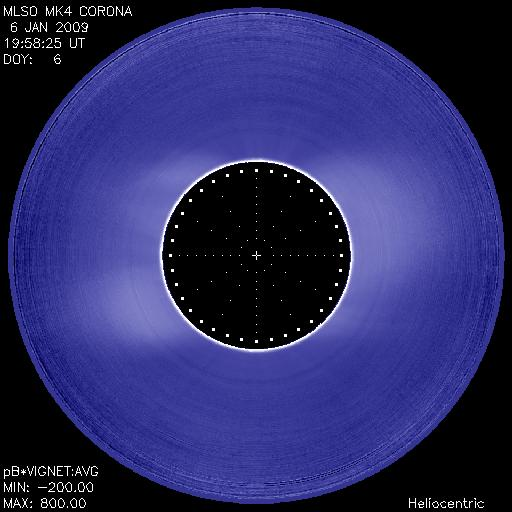 MLSO MK4 CORONA
6 JAN 2009
19:58:25 UT
DOY: 6
pB*VIGNET:AVG
MIN: -200.00
MAX: 800.00
Heliocentric